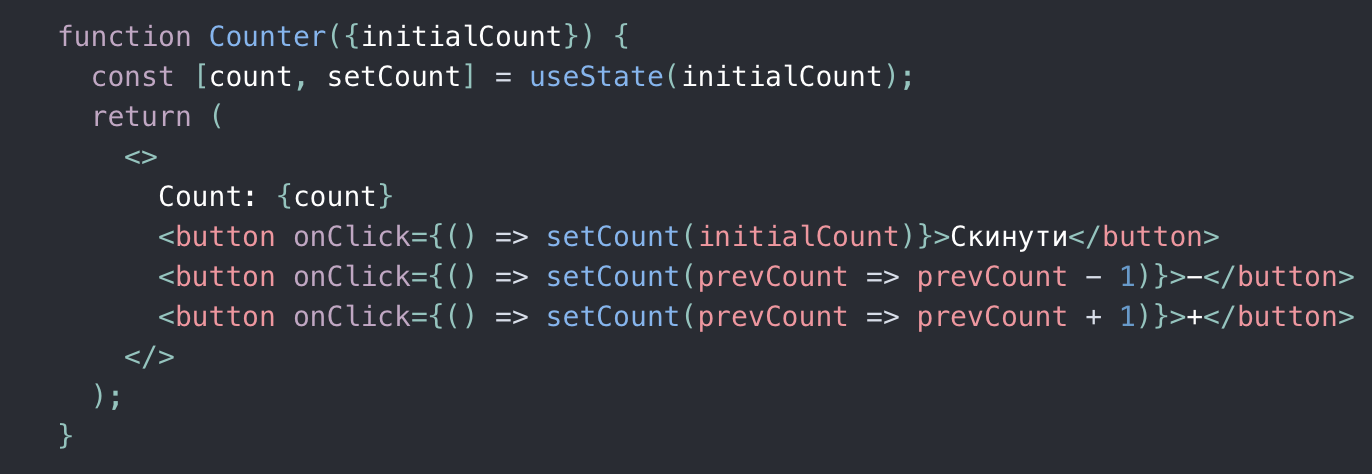 function Counter({initialCount}) {
  const [count, setCount] = useState(initialCount);
  return (
    <>
      Count: {count}
      <button onClick={() => setCount(initialCount)}>Скинути</button>
      <button onClick={() => setCount(prevCount => prevCount - 1)}>-</button>
      <button onClick={() => setCount(prevCount => prevCount + 1)}>+</button>
    </>
  );
}